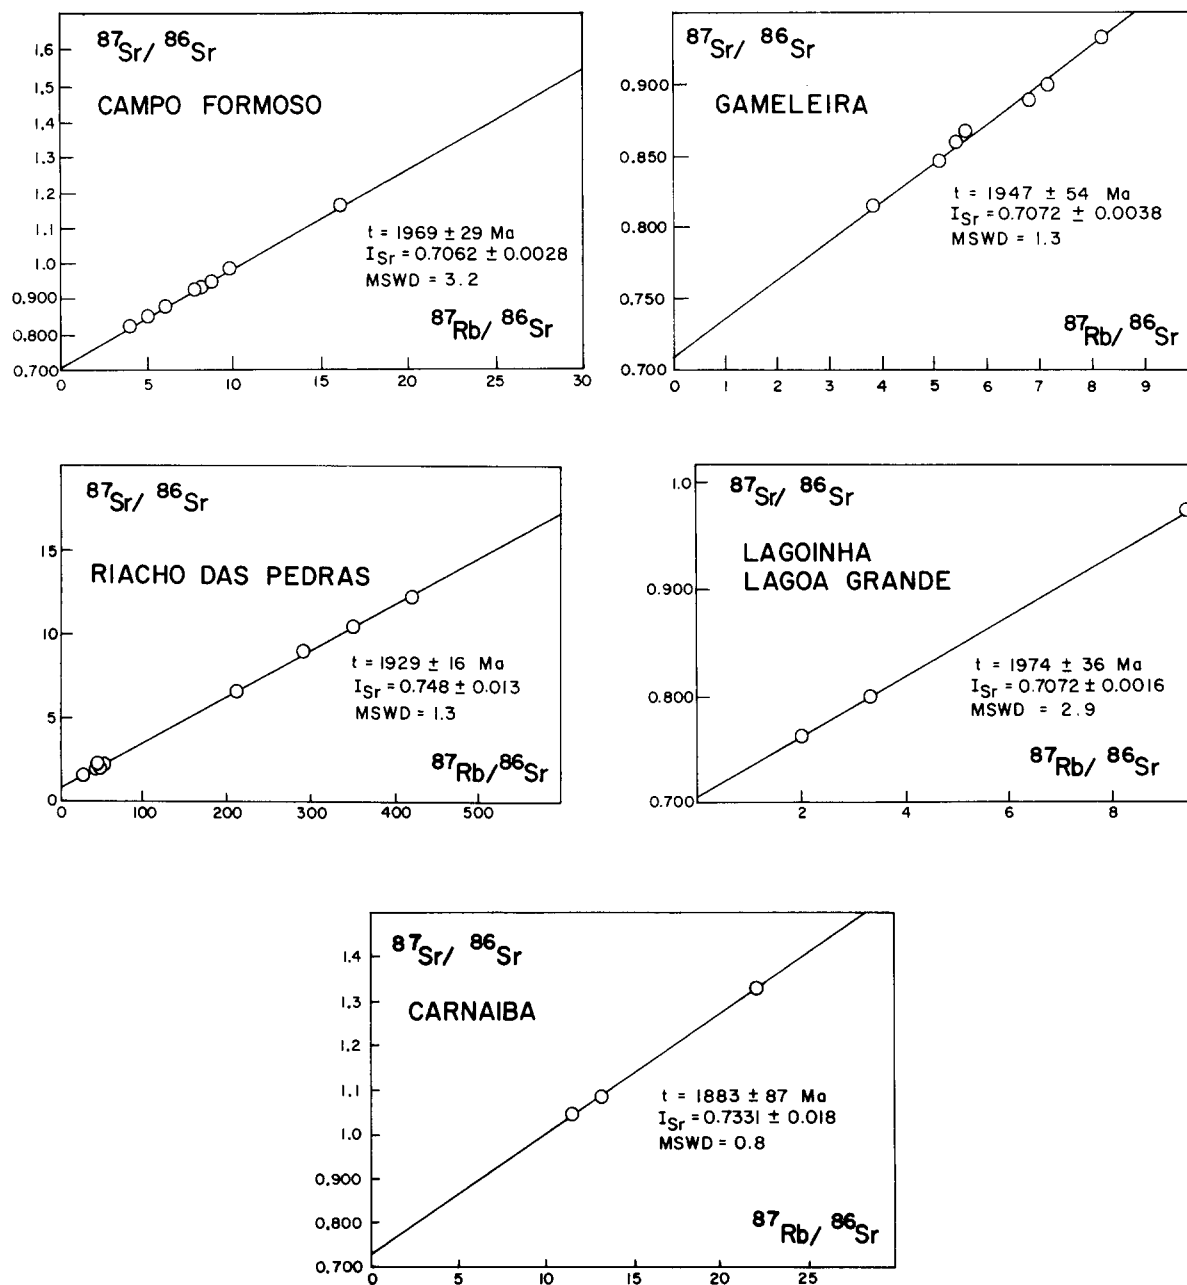 ⁸⁷Sr/ ⁸⁶Sr
CAMPO FORMOSO
1.6
1.5
1.4
1.3
1.2
1.1
1.0
0.900
0.800
0.700
t = 1969 ± 29 Ma
ISr = 0.7062 ± 0.0028
MSWD = 3.2
⁸⁷Rb/ ⁸⁶Sr
0 5 10 15 20 25 30
⁸⁷Sr/ ⁸⁶Sr
GAMELEIRA
0.900
0.850
0.800
0.750
0.700
t = 1947 ± 54 Ma
ISr = 0.7072 ± 0.0038
MSWD = 1.3
⁸⁷Rb/ ⁸⁶Sr
0 1 2 3 4 5 6 7 8 9
⁸⁷Sr/ ⁸⁶Sr
RIACHO DAS PEDRAS
15
10
5
0
t = 1929 ± 16 Ma
ISr = 0.748 ± 0.013
MSWD = 1.3
⁸⁷Rb/ ⁸⁶Sr
0 100 200 300 400 500
⁸⁷Sr/ ⁸⁶Sr
LAGOINHA
LAGOA GRANDE
1.0
0.900
0.800
0.700
t = 1974 ± 36 Ma
ISr = 0.7072 ± 0.0016
MSWD = 2.9
⁸⁷Rb/ ⁸⁶Sr
2 4 6 8
⁸⁷Sr/ ⁸⁶Sr
CARNAIBA
1.4
1.3
1.2
1.1
1.0
0.900
0.800
0.700
t = 1883 ± 87 Ma
ISr = 0.7331 ± 0.018
MSWD = 0.8
⁸⁷Rb/ ⁸⁶Sr
0 5 10 15 20 25